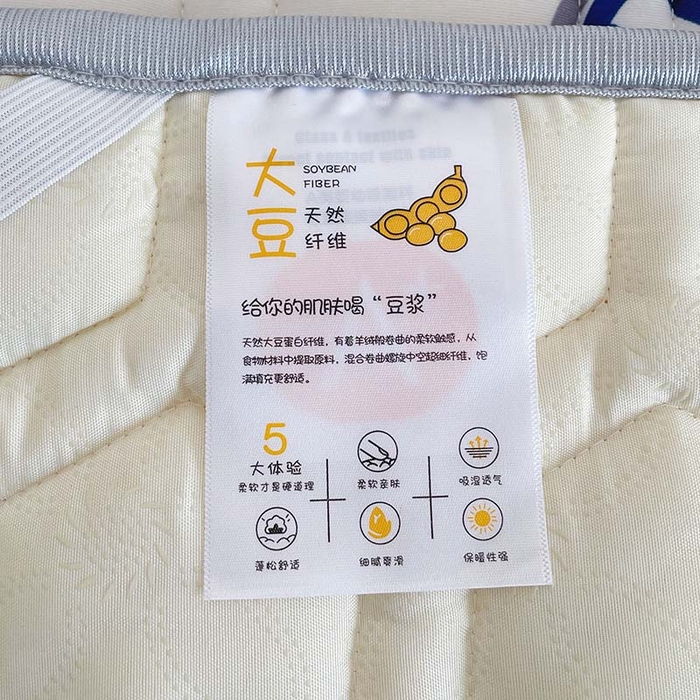 大豆
SOYBEAN
FIBER
天然
纤维
给你的肌肤喝“豆浆”
天然大豆蛋白纤维,有着羊绒般卷曲的柔软触感,从
食物材料中提取原料,混合卷曲螺旋中空超细纤维,饱
满填充更舒适。
5
大体验
柔软才是硬道理
柔软亲肤
吸湿透气
蓬松舒适
细腻爽滑
保暖性强